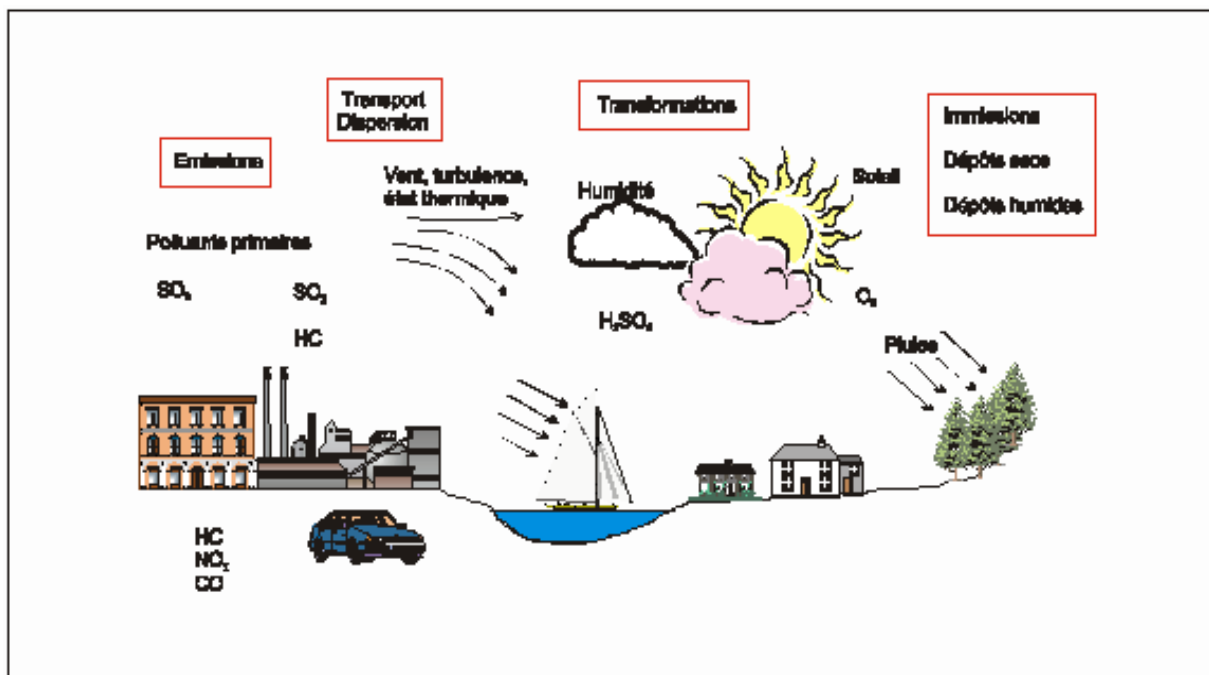 Emissions
Transport
Dispersion
Transformations
Immissions
Dépôts secs
Dépôts humides
Vent, turbulence,
état thermique
Humidité
Soleil
Polluants primaires
SO₂
HC
H₂SO₄
O₃
Pluies
HC
NOₓ
CO